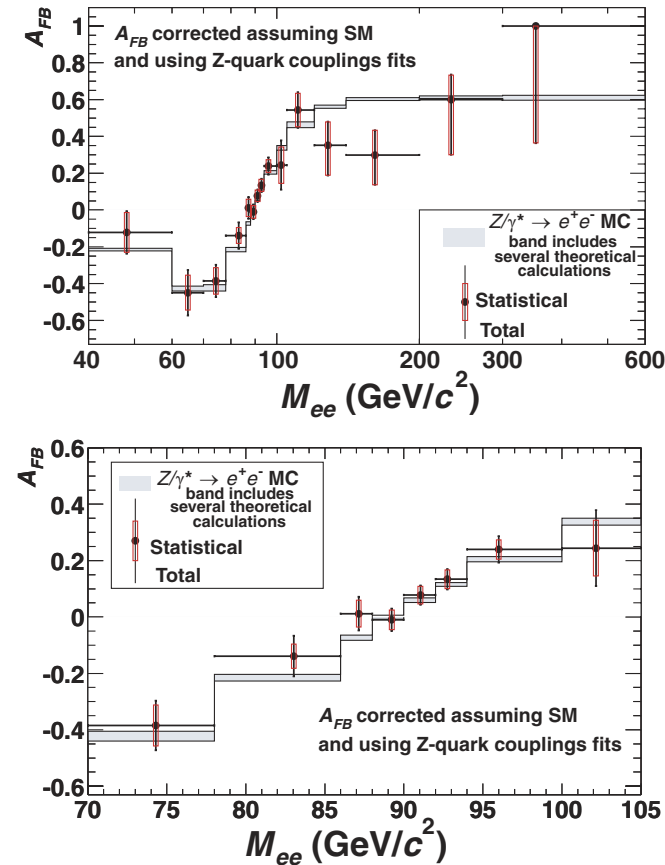 A_FB
1
0.8
0.6
0.4
0.2
0
-0.2
-0.4
-0.6
A_FB corrected assuming SM
and using Z-quark couplings fits
Z/γ* → e⁺e⁻ MC
band includes
several theoretical
calculations
Statistical
Total
40 60 100 200 300 600
M_ee (GeV/c²)
A_FB
0.6
0.4
0.2
0
-0.2
-0.4
-0.6
Z/γ* → e⁺e⁻ MC
band includes
several theoretical
calculations
Statistical
Total
A_FB corrected assuming SM
and using Z-quark couplings fits
70 75 80 85 90 95 100 105
M_ee (GeV/c²)